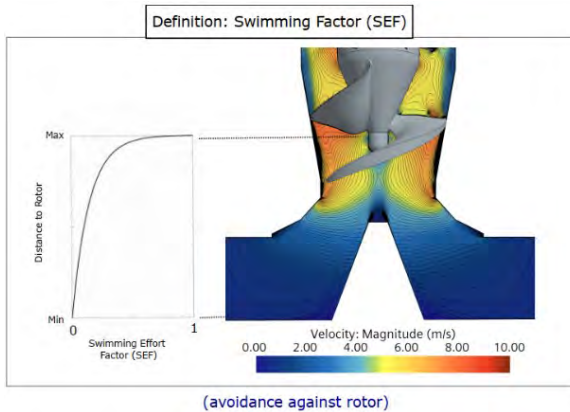 Definition: Swimming Factor (SEF)
Max
Distance to Rotor
Min
0
1
Swimming Effort
Factor (SEF)
Velocity: Magnitude (m/s)
0.00 2.00 4.00 6.00 8.00 10.00
(avoidance against rotor)